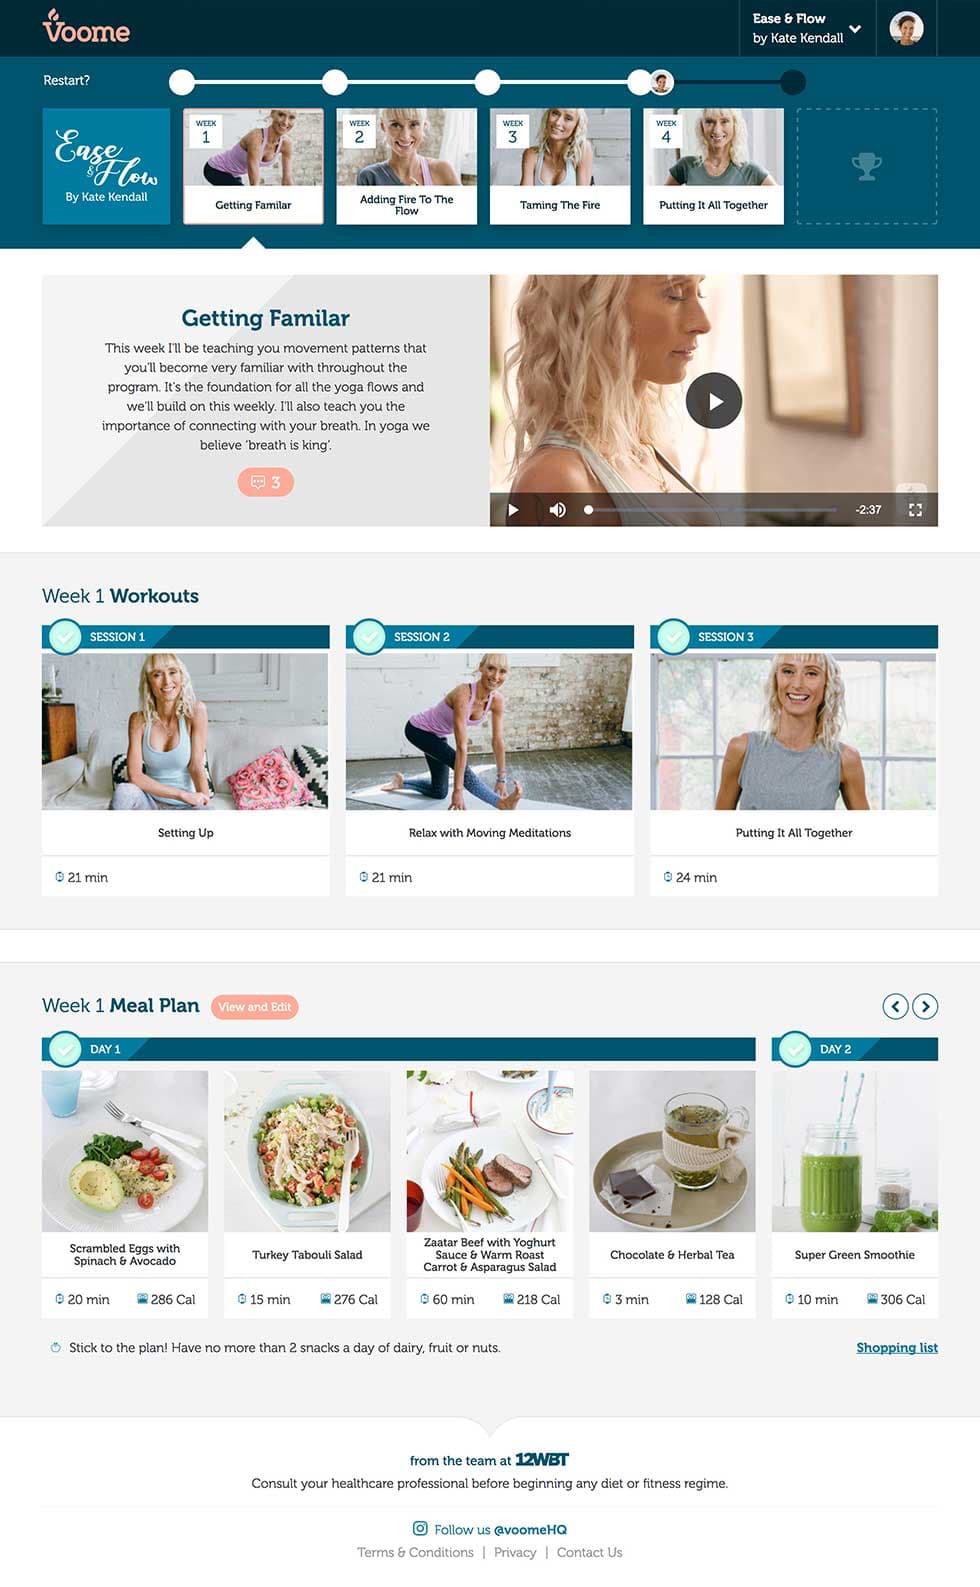 Voome
Ease & Flow
by Kate Kendall
Restart?
Ease
& Flow
By Kate Kendall
WEEK
1
Getting Familar
WEEK
2
Adding Fire To The
Flow
WEEK
3
Taming The Fire
WEEK
4
Putting It All Together
Getting Familar
This week I'll be teaching you movement patterns that
you'll become very familiar with throughout the
program. It's the foundation for all the yoga flows and
we'll build on this weekly. I'll also teach you the
importance of connecting with your breath. In yoga we
believe 'breath is king'.
3
-2:37
Week 1 Workouts
SESSION 1
Setting Up
21 min
SESSION 2
Relax with Moving Meditations
21 min
SESSION 3
Putting It All Together
24 min
Week 1 Meal Plan
View and Edit
DAY 1
DAY 2
Scrambled Eggs with
Spinach & Avocado
20 min 286 Cal
Turkey Tabouli Salad
15 min 276 Cal
Zaatar Beef with Yoghurt
Sauce & Warm Roast
Carrot & Asparagus Salad
60 min 218 Cal
Chocolate & Herbal Tea
3 min 128 Cal
Super Green Smoothie
10 min 306 Cal
Stick to the plan! Have no more than 2 snacks a day of dairy, fruit or nuts.
Shopping list
from the team at 12WBT
Consult your healthcare professional before beginning any diet or fitness regime.
Follow us @voomeHQ
Terms & Conditions | Privacy | Contact Us